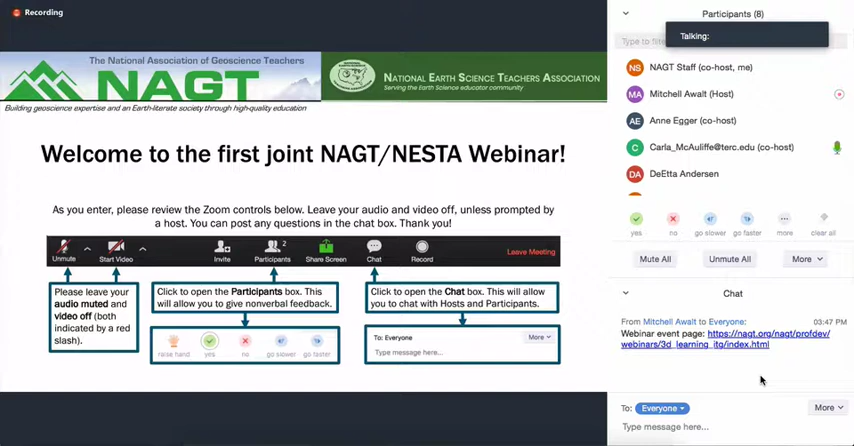 Recording
The National Association of Geoscience Teachers
NAGT
Building geoscience expertise and an Earth-literate society through high-quality education
NATIONAL EARTH SCIENCE TEACHERS ASSOCIATION
Serving the Earth Science educator community
Welcome to the first joint NAGT/NESTA Webinar!
As you enter, please review the Zoom controls below. Leave your audio and video off, unless prompted by
a host. You can post any questions in the chat box. Thank you!
Unmute
Start Video
Invite
2
Participants
Share Screen
Chat
Record
Leave Meeting
Please leave your
audio muted and
video off (both
indicated by a red
slash).
Click to open the Participants box. This
will allow you to give nonverbal feedback.
raise hand
yes
no
go slower
go faster
Click to open the Chat box. This will allow
you to chat with Hosts and Participants.
To: Everyone
More
Type message here...
Participants (8)
Talking:
Type to filte
NS
NAGT Staff (co-host, me)
MA
Mitchell Awalt (Host)
AE
Anne Egger (co-host)
C
Carla_McAuliffe@terc.edu (co-host)
DA
DeEtta Andersen
yes
no
go slower
go faster
more
clear all
Mute All
Unmute All
More
Chat
From Mitchell Awalt to Everyone:
03:47 PM
Webinar event page: https://nagt.org/nagt/profdev/
webinars/3d_learning_itg/index.html
To:
Everyone
More
Type message here...